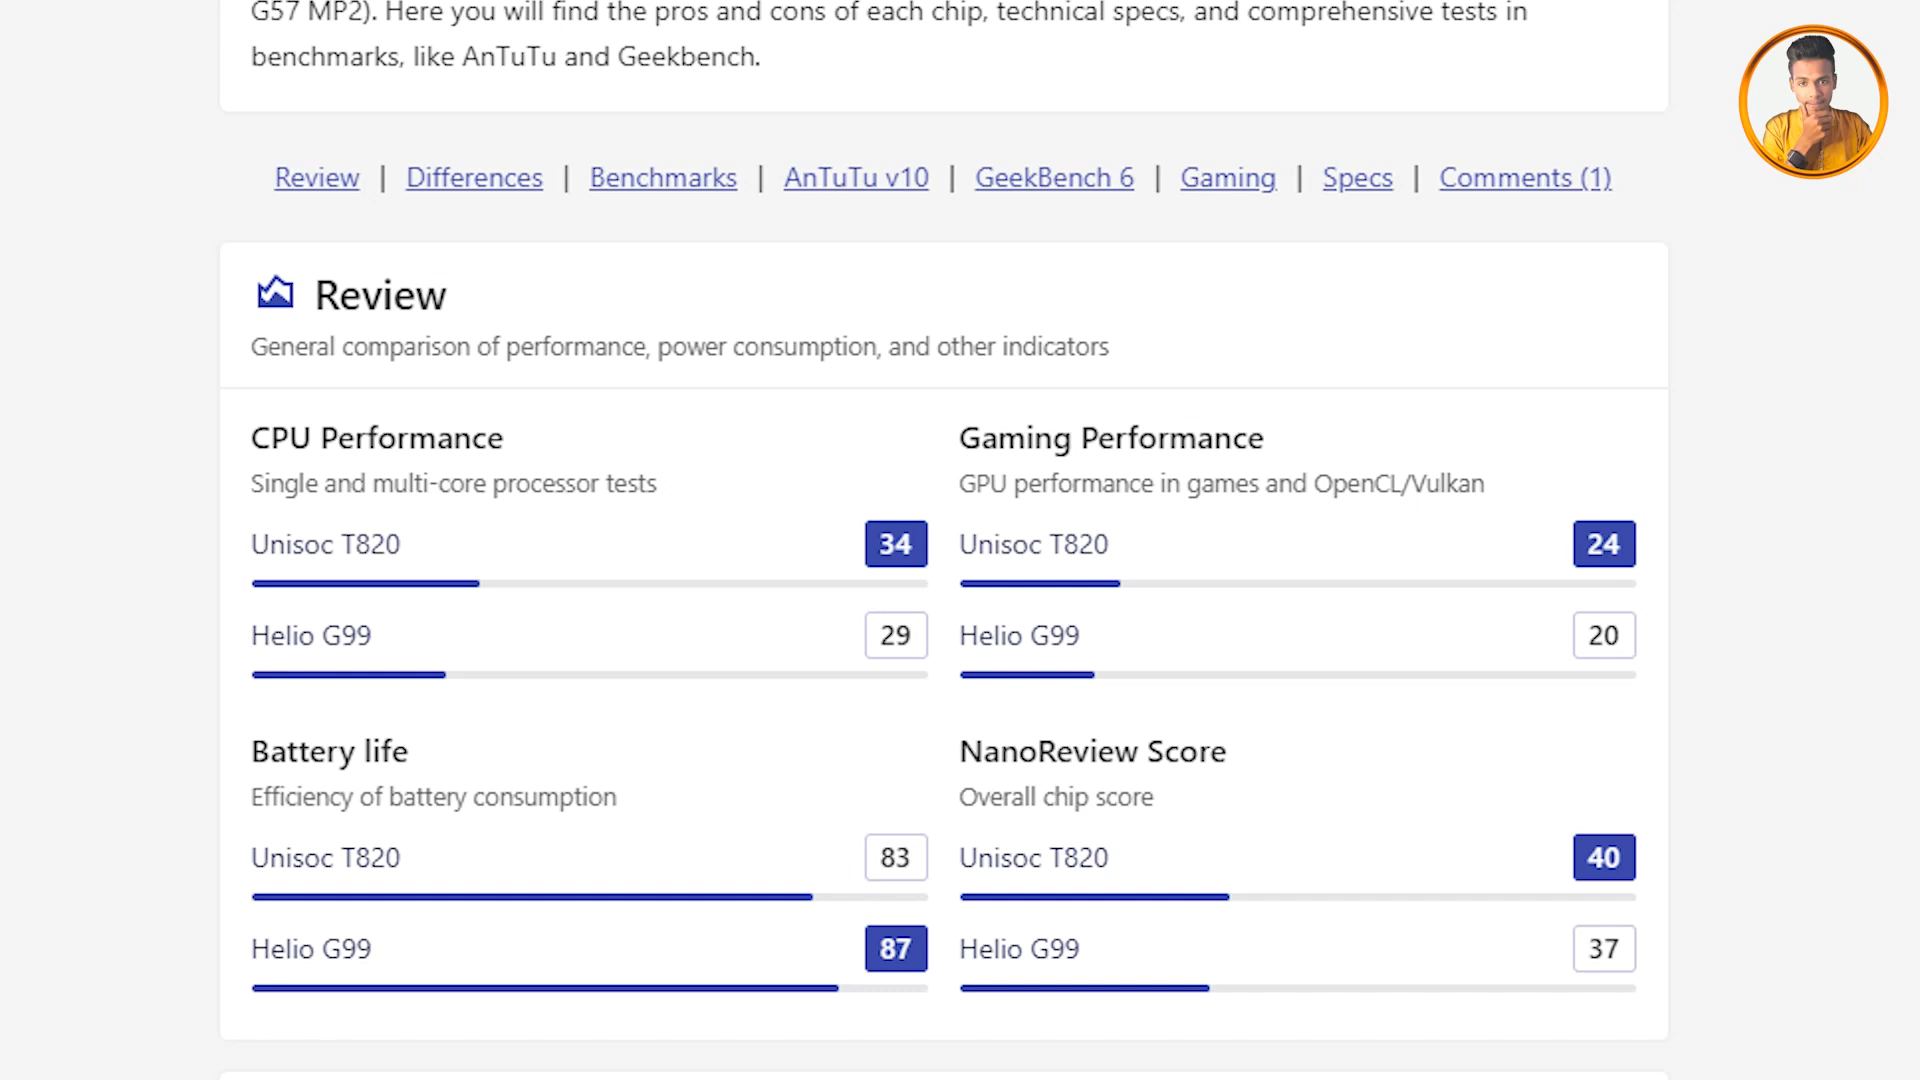 G57 MP2). Here you will find the pros and cons of each chip, technical specs, and comprehensive tests in
benchmarks, like AnTuTu and Geekbench.
Review | Differences | Benchmarks | AnTuTu v10 | GeekBench 6 | Gaming | Specs | Comments (1)
Review
General comparison of performance, power consumption, and other indicators
CPU Performance
Single and multi-core processor tests
Unisoc T820 34
Helio G99 29
Gaming Performance
GPU performance in games and OpenCL/Vulkan
Unisoc T820 24
Helio G99 20
Battery life
Efficiency of battery consumption
Unisoc T820 83
Helio G99 87
NanoReview Score
Overall chip score
Unisoc T820 40
Helio G99 37